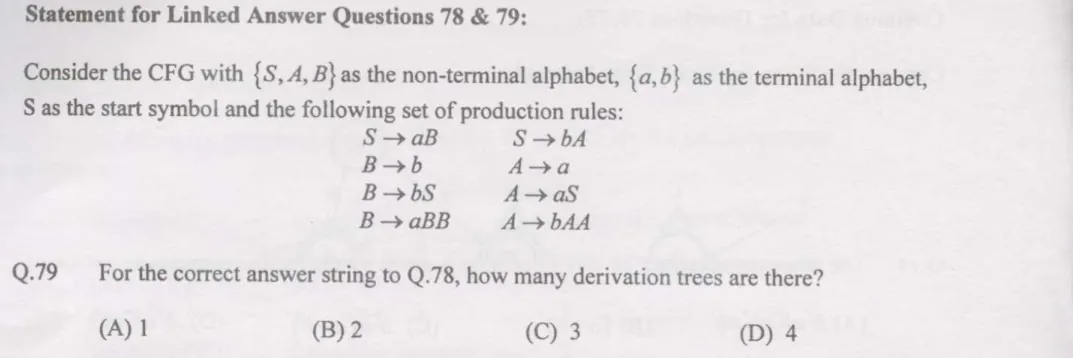 Statement for Linked Answer Questions 78 & 79:
Consider the CFG with {S, A, B} as the non-terminal alphabet, {a,b} as the terminal alphabet,
S as the start symbol and the following set of production rules:
S → aB S → bA
B → b A → a
B → bS A → aS
B → aBB A → bAA
Q.79 For the correct answer string to Q.78, how many derivation trees are there?
(A) 1 (B) 2 (C) 3 (D) 4